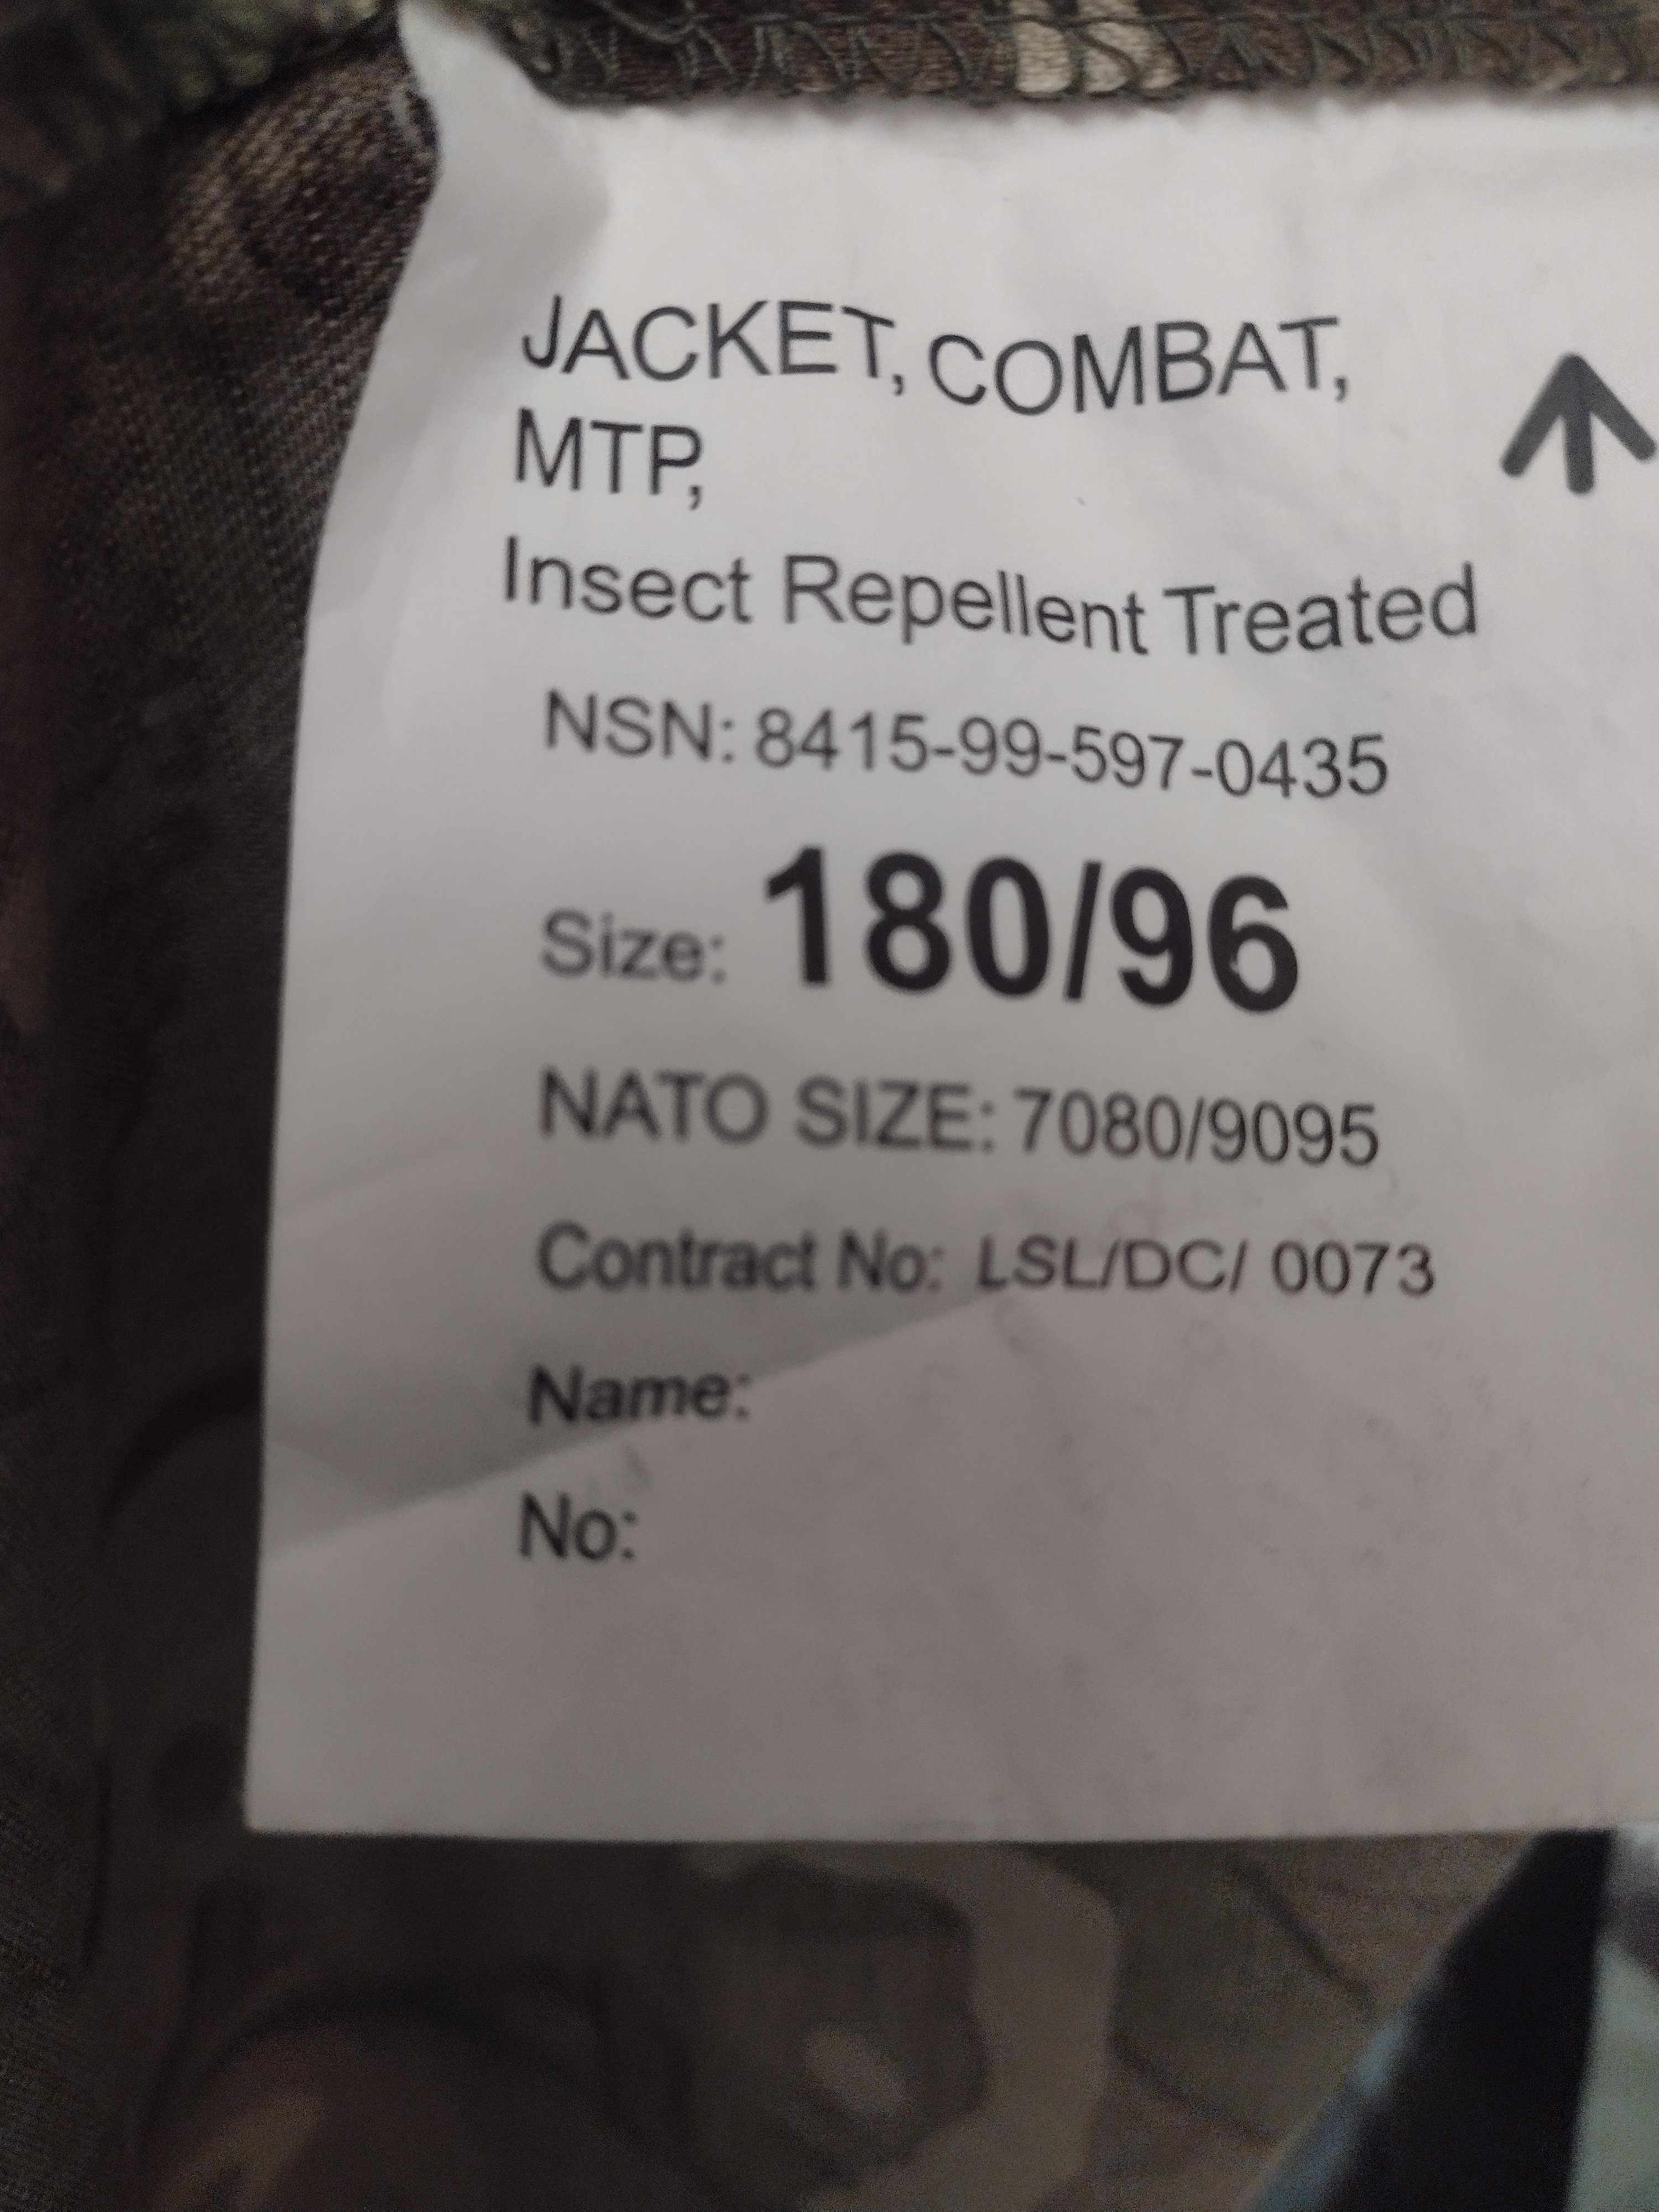 JACKET, COMBAT,
MTP,
Insect Repellent Treated
NSN: 8415-99-597-0435
Size: 180/96
NATO SIZE: 7080/9095
Contract No: LSL/DC/ 0073
Name:
No: